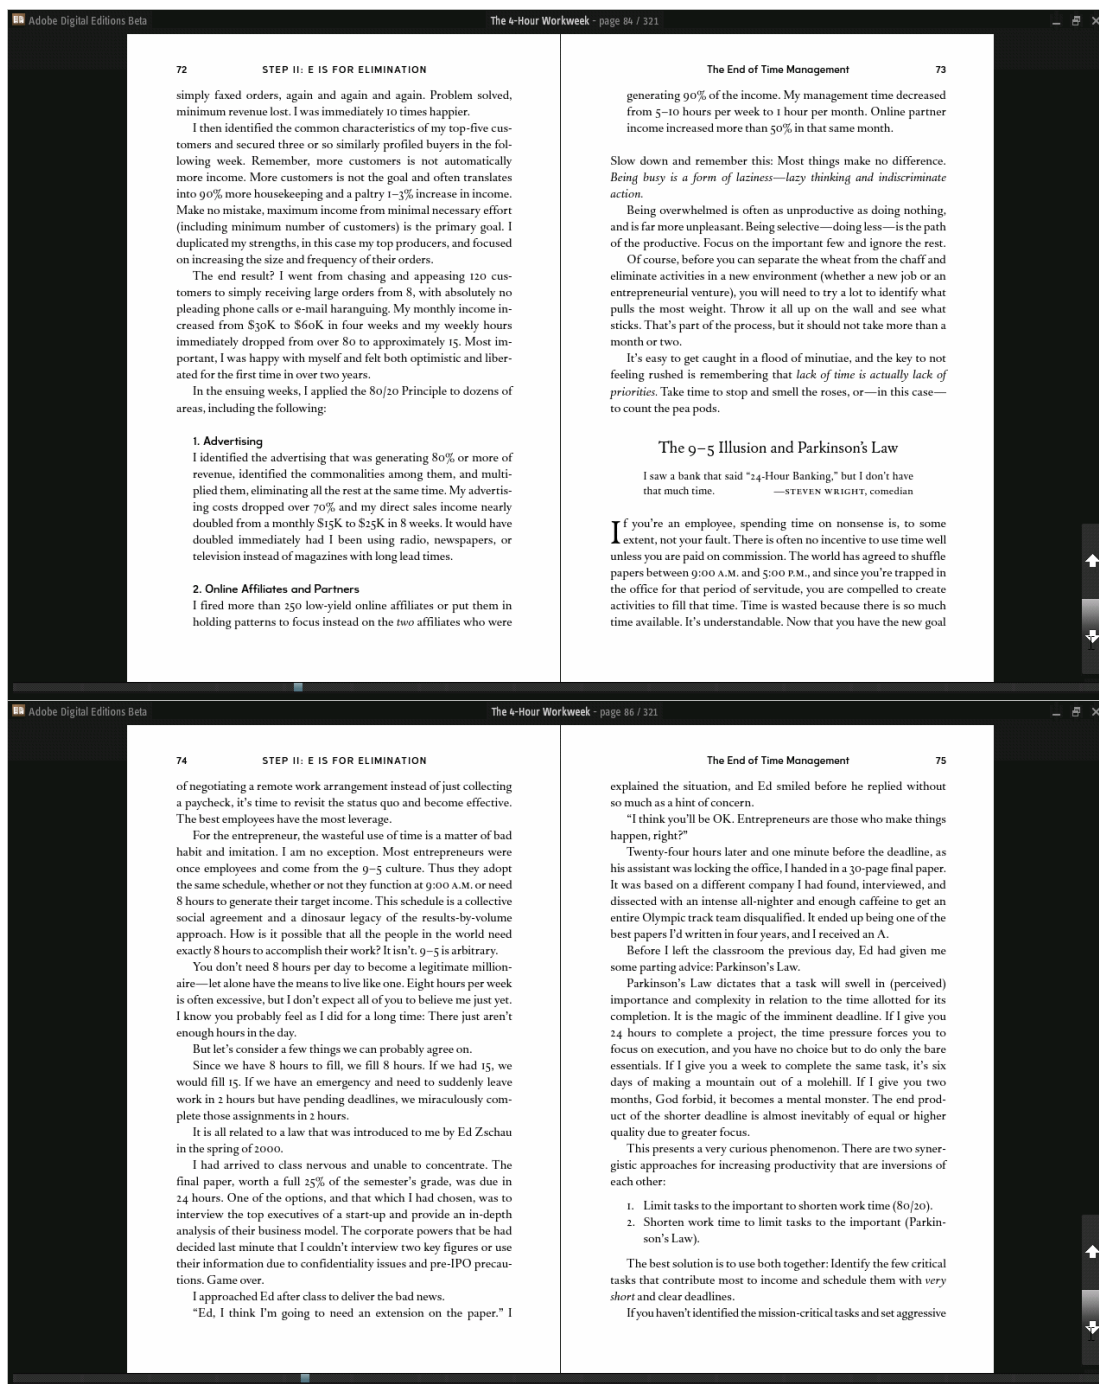 Adobe Digital Editions Beta
The 4-Hour Workweek - page 84 / 321
72 STEP II: E IS FOR ELIMINATION
simply faxed orders, again and again and again. Problem solved,
minimum revenue lost. I was immediately 10 times happier.
I then identified the common characteristics of my top-five cus-
tomers and secured three or so similarly profiled buyers in the fol-
lowing week. Remember, more customers is not automatically
more income. More customers is not the goal and often translates
into 90% more housekeeping and a paltry 1–3% increase in income.
Make no mistake, maximum income from minimal necessary effort
(including minimum number of customers) is the primary goal. I
duplicated my strengths, in this case my top producers, and focused
on increasing the size and frequency of their orders.
The end result? I went from chasing and appeasing 120 cus-
tomers to simply receiving large orders from 8, with absolutely no
pleading phone calls or e-mail haranguing. My monthly income in-
creased from $30K to $60K in four weeks and my weekly hours
immediately dropped from over 80 to approximately 15. Most im-
portant, I was happy with myself and felt both optimistic and liber-
ated for the first time in over two years.
In the ensuing weeks, I applied the 80/20 Principle to dozens of
areas, including the following:
1. Advertising
I identified the advertising that was generating 80% or more of
revenue, identified the commonalities among them, and multi-
plied them, eliminating all the rest at the same time. My advertis-
ing costs dropped over 70% and my direct sales income nearly
doubled from a monthly $15K to $25K in 8 weeks. It would have
doubled immediately had I been using radio, newspapers, or
television instead of magazines with long lead times.
2. Online Affiliates and Partners
I fired more than 250 low-yield online affiliates or put them in
holding patterns to focus instead on the two affiliates who were
The End of Time Management 73
generating 90% of the income. My management time decreased
from 5–10 hours per week to 1 hour per month. Online partner
income increased more than 50% in that same month.
Slow down and remember this: Most things make no difference.
Being busy is a form of laziness—lazy thinking and indiscriminate
action.
Being overwhelmed is often as unproductive as doing nothing,
and is far more unpleasant. Being selective—doing less—is the path
of the productive. Focus on the important few and ignore the rest.
Of course, before you can separate the wheat from the chaff and
eliminate activities in a new environment (whether a new job or an
entrepreneurial venture), you will need to try a lot to identify what
pulls the most weight. Throw it all up on the wall and see what
sticks. That's part of the process, but it should not take more than a
month or two.
It's easy to get caught in a flood of minutiae, and the key to not
feeling rushed is remembering that lack of time is actually lack of
priorities. Take time to stop and smell the roses, or—in this case—
to count the pea pods.
The 9–5 Illusion and Parkinson's Law
I saw a bank that said "24-Hour Banking," but I don't have
that much time. —STEVEN WRIGHT, comedian
If you're an employee, spending time on nonsense is, to some
extent, not your fault. There is often no incentive to use time well
unless you are paid on commission. The world has agreed to shuffle
papers between 9:00 A.M. and 5:00 P.M., and since you're trapped in
the office for that period of servitude, you are compelled to create
activities to fill that time. Time is wasted because there is so much
time available. It's understandable. Now that you have the new goal
Adobe Digital Editions Beta
The 4-Hour Workweek - page 86 / 321
74 STEP II: E IS FOR ELIMINATION
of negotiating a remote work arrangement instead of just collecting
a paycheck, it's time to revisit the status quo and become effective.
The best employees have the most leverage.
For the entrepreneur, the wasteful use of time is a matter of bad
habit and imitation. I am no exception. Most entrepreneurs were
once employees and come from the 9–5 culture. Thus they adopt
the same schedule, whether or not they function at 9:00 A.M. or need
8 hours to generate their target income. This schedule is a collective
social agreement and a dinosaur legacy of the results-by-volume
approach. How is it possible that all the people in the world need
exactly 8 hours to accomplish their work? It isn't. 9–5 is arbitrary.
You don't need 8 hours per day to become a legitimate million-
aire—let alone have the means to live like one. Eight hours per week
is often excessive, but I don't expect all of you to believe me just yet.
I know you probably feel as I did for a long time: There just aren't
enough hours in the day.
But let's consider a few things we can probably agree on.
Since we have 8 hours to fill, we fill 8 hours. If we had 15, we
would fill 15. If we have an emergency and need to suddenly leave
work in 2 hours but have pending deadlines, we miraculously com-
plete those assignments in 2 hours.
It is all related to a law that was introduced to me by Ed Zschau
in the spring of 2000.
I had arrived to class nervous and unable to concentrate. The
final paper, worth a full 25% of the semester's grade, was due in
24 hours. One of the options, and that which I had chosen, was to
interview the top executives of a start-up and provide an in-depth
analysis of their business model. The corporate powers that be had
decided last minute that I couldn't interview two key figures or use
their information due to confidentiality issues and pre-IPO precau-
tions. Game over.
I approached Ed after class to deliver the bad news.
"Ed, I think I'm going to need an extension on the paper." I
The End of Time Management 75
explained the situation, and Ed smiled before he replied without
so much as a hint of concern.
"I think you'll be OK. Entrepreneurs are those who make things
happen, right?"
Twenty-four hours later and one minute before the deadline, as
his assistant was locking the office, I handed in a 30-page final paper.
It was based on a different company I had found, interviewed, and
dissected with an intense all-nighter and enough caffeine to get an
entire Olympic track team disqualified. It ended up being one of the
best papers I'd written in four years, and I received an A.
Before I left the classroom the previous day, Ed had given me
some parting advice: Parkinson's Law.
Parkinson's Law dictates that a task will swell in (perceived)
importance and complexity in relation to the time allotted for its
completion. It is the magic of the imminent deadline. If I give you
24 hours to complete a project, the time pressure forces you to
focus on execution, and you have no choice but to do only the bare
essentials. If I give you a week to complete the same task, it's six
days of making a mountain out of a molehill. If I give you two
months, God forbid, it becomes a mental monster. The end prod-
uct of the shorter deadline is almost inevitably of equal or higher
quality due to greater focus.
This presents a very curious phenomenon. There are two syner-
gistic approaches for increasing productivity that are inversions of
each other:
1. Limit tasks to the important to shorten work time (80/20).
2. Shorten work time to limit tasks to the important (Parkin-
son's Law).
The best solution is to use both together: Identify the few critical
tasks that contribute most to income and schedule them with very
short and clear deadlines.
If you haven't identified the mission-critical tasks and set aggressive